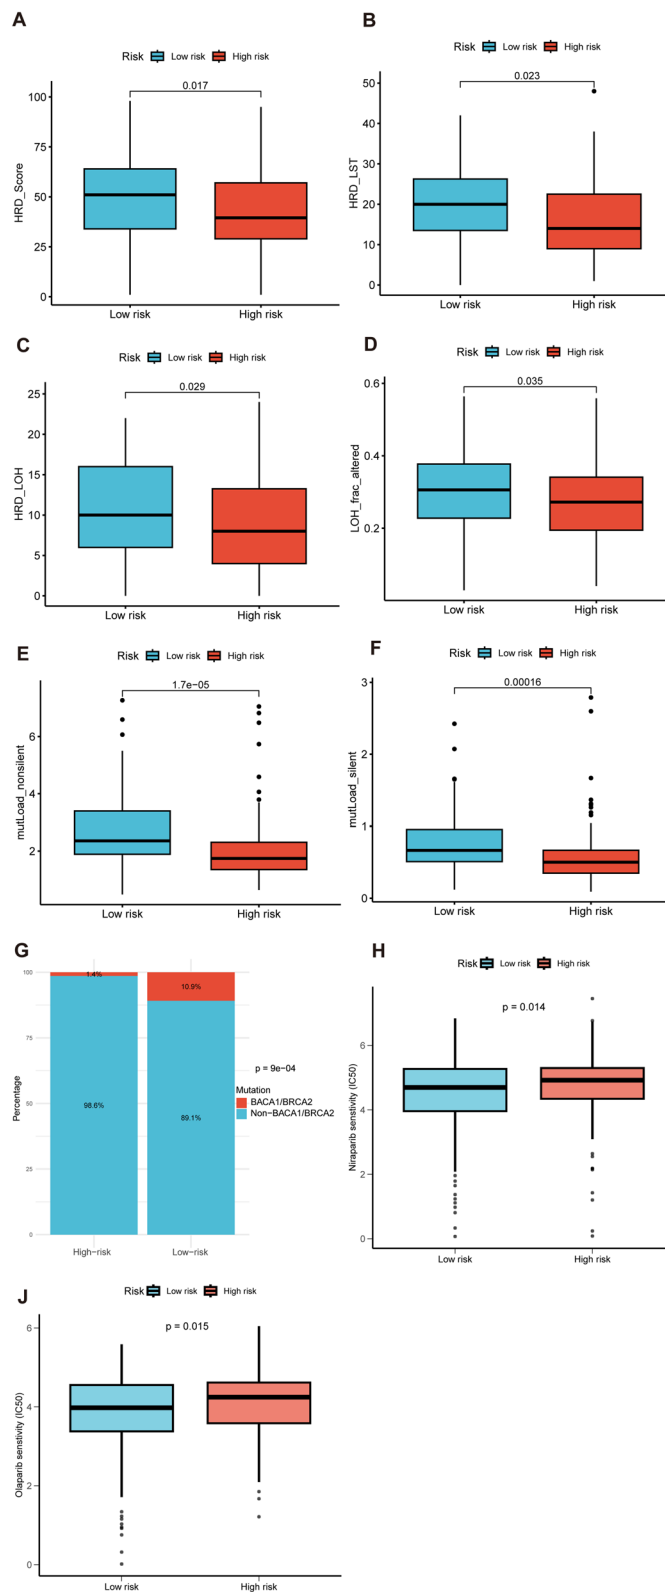 A
Risk Low risk High risk
0.017
HRD_Score
100
75
50
25
0
Low risk High risk
B
Risk Low risk High risk
0.023
HRD_LST
50
40
30
20
10
0
Low risk High risk
C
Risk Low risk High risk
0.029
HRD_LOH
25
20
15
10
5
0
Low risk High risk
D
Risk Low risk High risk
0.035
LOH_frac_altered
0.6
0.4
0.2
Low risk High risk
E
Risk Low risk High risk
1.7e-05
mutLoad_nonsilent
6
4
2
Low risk High risk
F
Risk Low risk High risk
0.00016
mutLoad_silent
3
2
1
0
Low risk High risk
G
Percentage
100
75
50
25
0
1.4%
10.9%
98.6%
89.1%
p = 9e-04
Mutation
BACA1/BRCA2
Non-BACA1/BRCA2
High-risk Low-risk
H
Risk Low risk High risk
p = 0.014
Niraparib senstivity (IC50)
6
4
2
0
Low risk High risk
J
Risk Low risk High risk
p = 0.015
Olaparib senstivity (IC50)
6
4
2
0
Low risk High risk